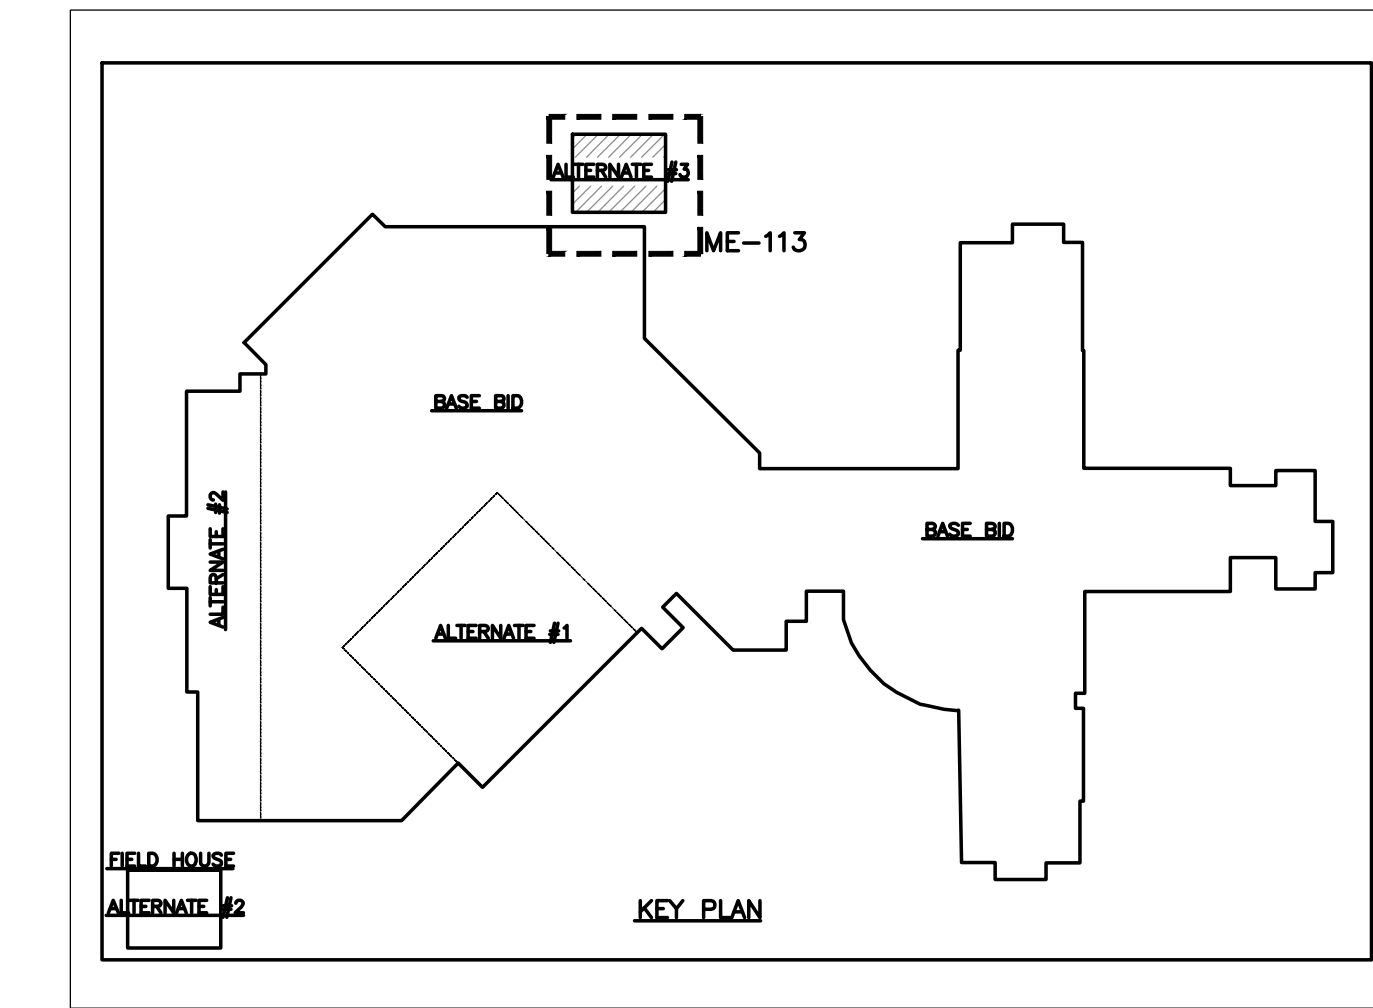 ALTERNATE #3
ME-113
BASE BID
ALTERNATE #2
BASE BID
ALTERNATE #1
FIELD HOUSE
ALTERNATE #2
KEY PLAN